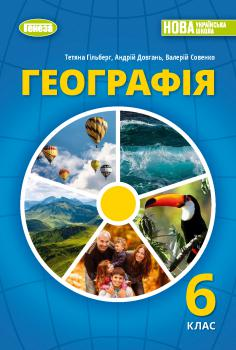 Генеза
НОВА
УКРАЇНСЬКА
ШКОЛА
Тетяна Гільберг, Андрій Довгань, Валерій Совенко
ГЕОГРАФІЯ
6
КЛАС